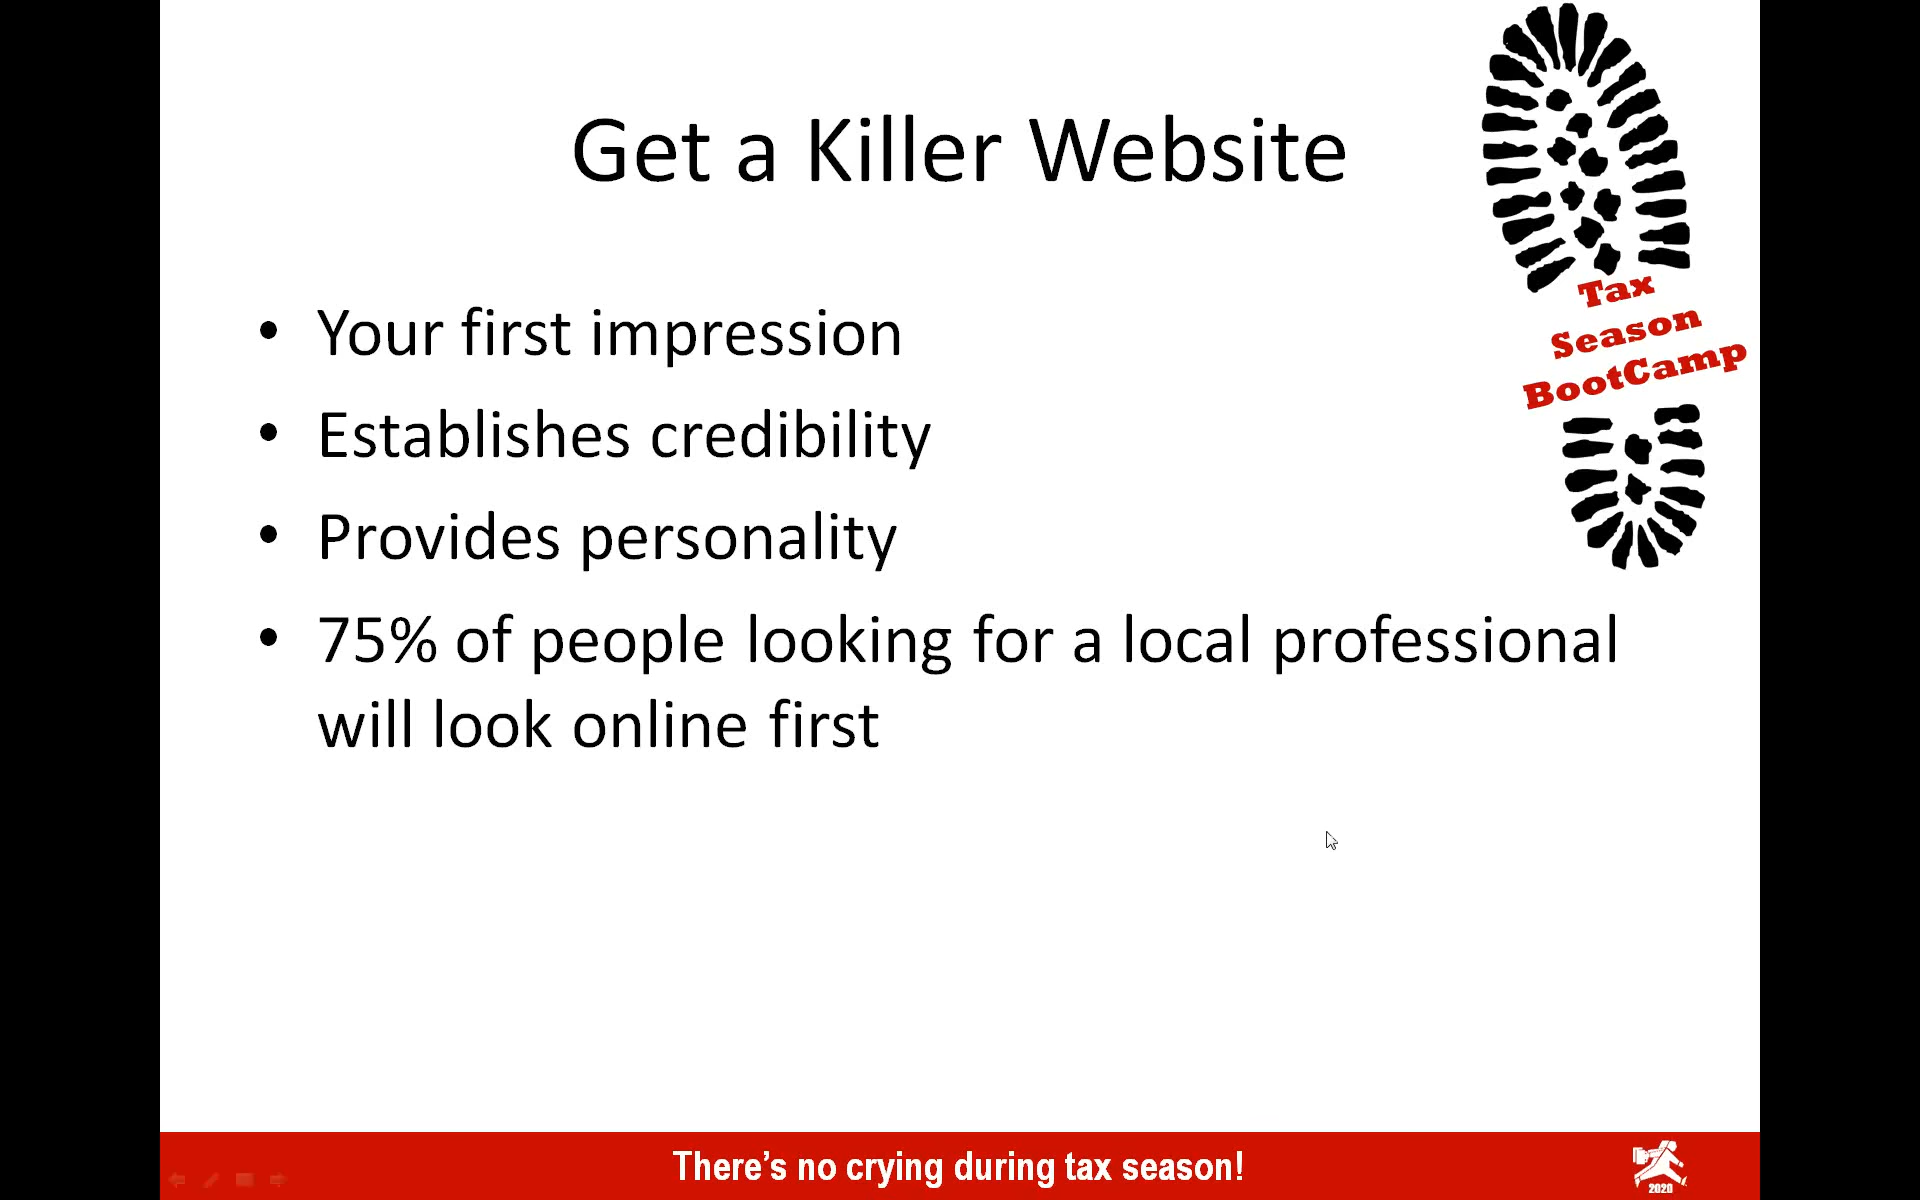 Get a Killer Website
Tax
Season
BootCamp
• Your first impression
• Establishes credibility
• Provides personality
• 75% of people looking for a local professional
will look online first
There's no crying during tax season!
2020